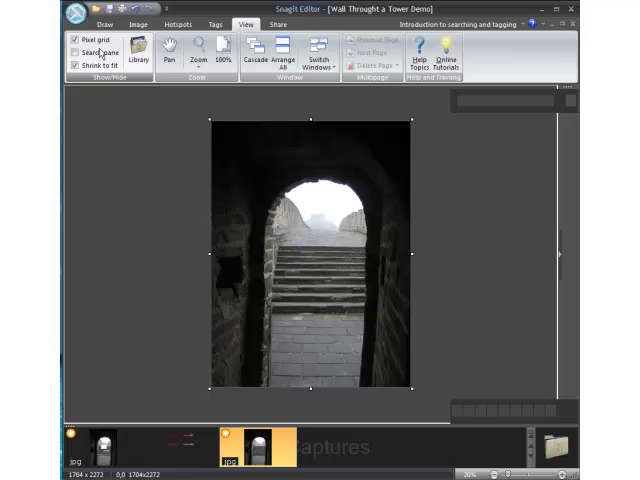 SnagIt Editor - [Wall Throught a Tower Demo]
Draw Image Hotspots Tags View Share Introduction to searching and tagging
Pixel grid
Search pane
Shrink to fit
Library
Show/Hide
Pan
Zoom
100%
Zoom
Cascade
Arrange All
Switch Windows
Window
Previous Page
Next Page
Delete Page
Multipage
Help Topics
Online Tutorials
Help and Training
jpg
jpg
Captures
1704 x 2272 0,0 1704x2272 20%